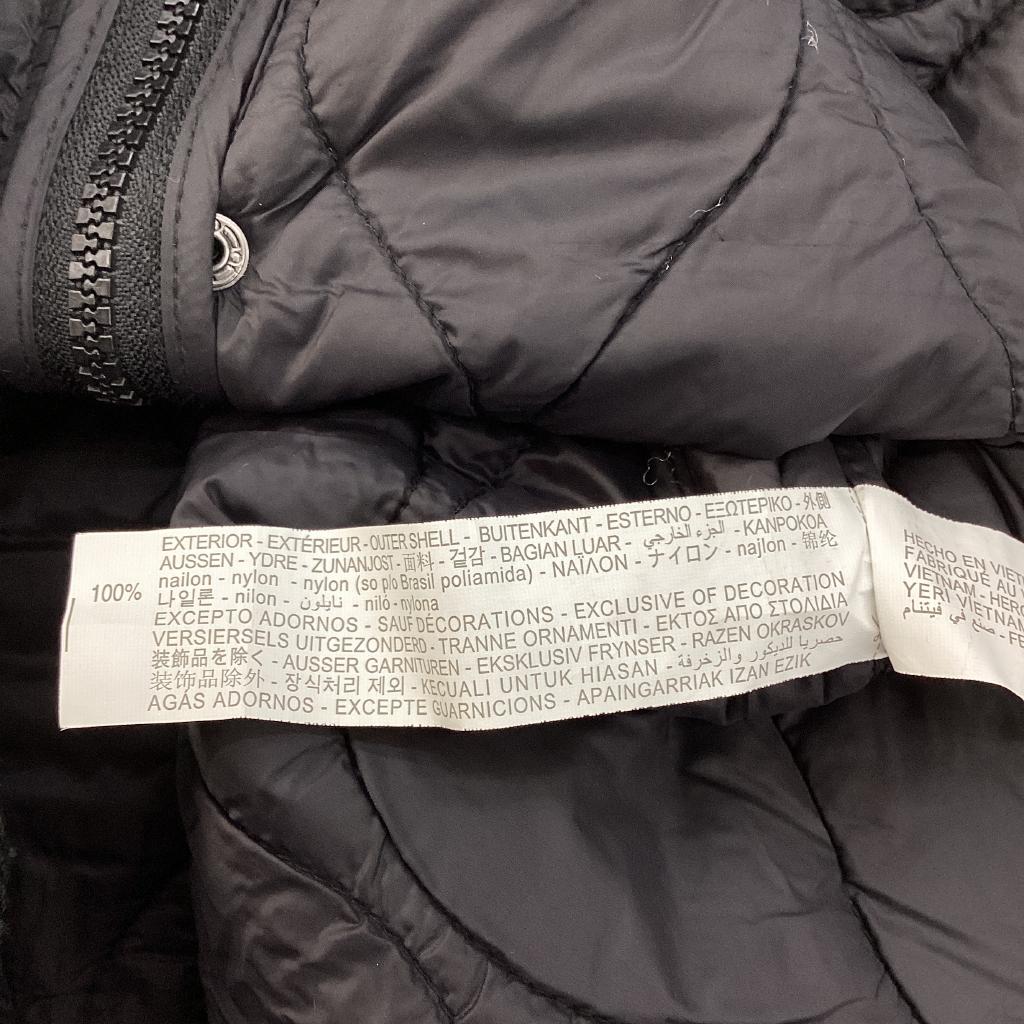 EXTERIOR - EXTÉRIEUR - OUTER SHELL - BUITENKANT - ESTERNO - ΕΞΩΤΕΡΙΚΟ - 外側
AUSSEN - YDRE - ZUNANJOST - 面料 - 겉감 - BAGIAN LUAR - الجزء الخارجي - KANPOKOA
100% nailon - nylon - nylon (so p/o Brasil poliamida) - ΝΑΪΛΟΝ - ナイロン - najlon - 锦纶
나일론 - nilon - نايلون - niló - nylona
EXCEPTO ADORNOS - SAUF DÉCORATIONS - EXCLUSIVE OF DECORATION
VERSIERSELS UITGEZONDERD - TRANNE ORNAMENTI - ΕΚΤΟΣ ΑΠΟ ΣΤΟΛΙΔΙΑ
装飾品を除く - AUSSER GARNITUREN - EKSKLUSIV FRYNSER - RAZEN OKRASKOV
装饰品除外 - 장식처리 제외 - KECUALI UNTUK HIASAN - حصريا للديكور والزخرفة
AGÁS ADORNOS - EXCEPTE GUARNICIONS - APAINGARRIAK IZAN EZIK
HECHO EN VIET
FABRIQUÉ AU
VIETNAM - HERG
YERI VIETNAM
صنع في فيتنام - FE